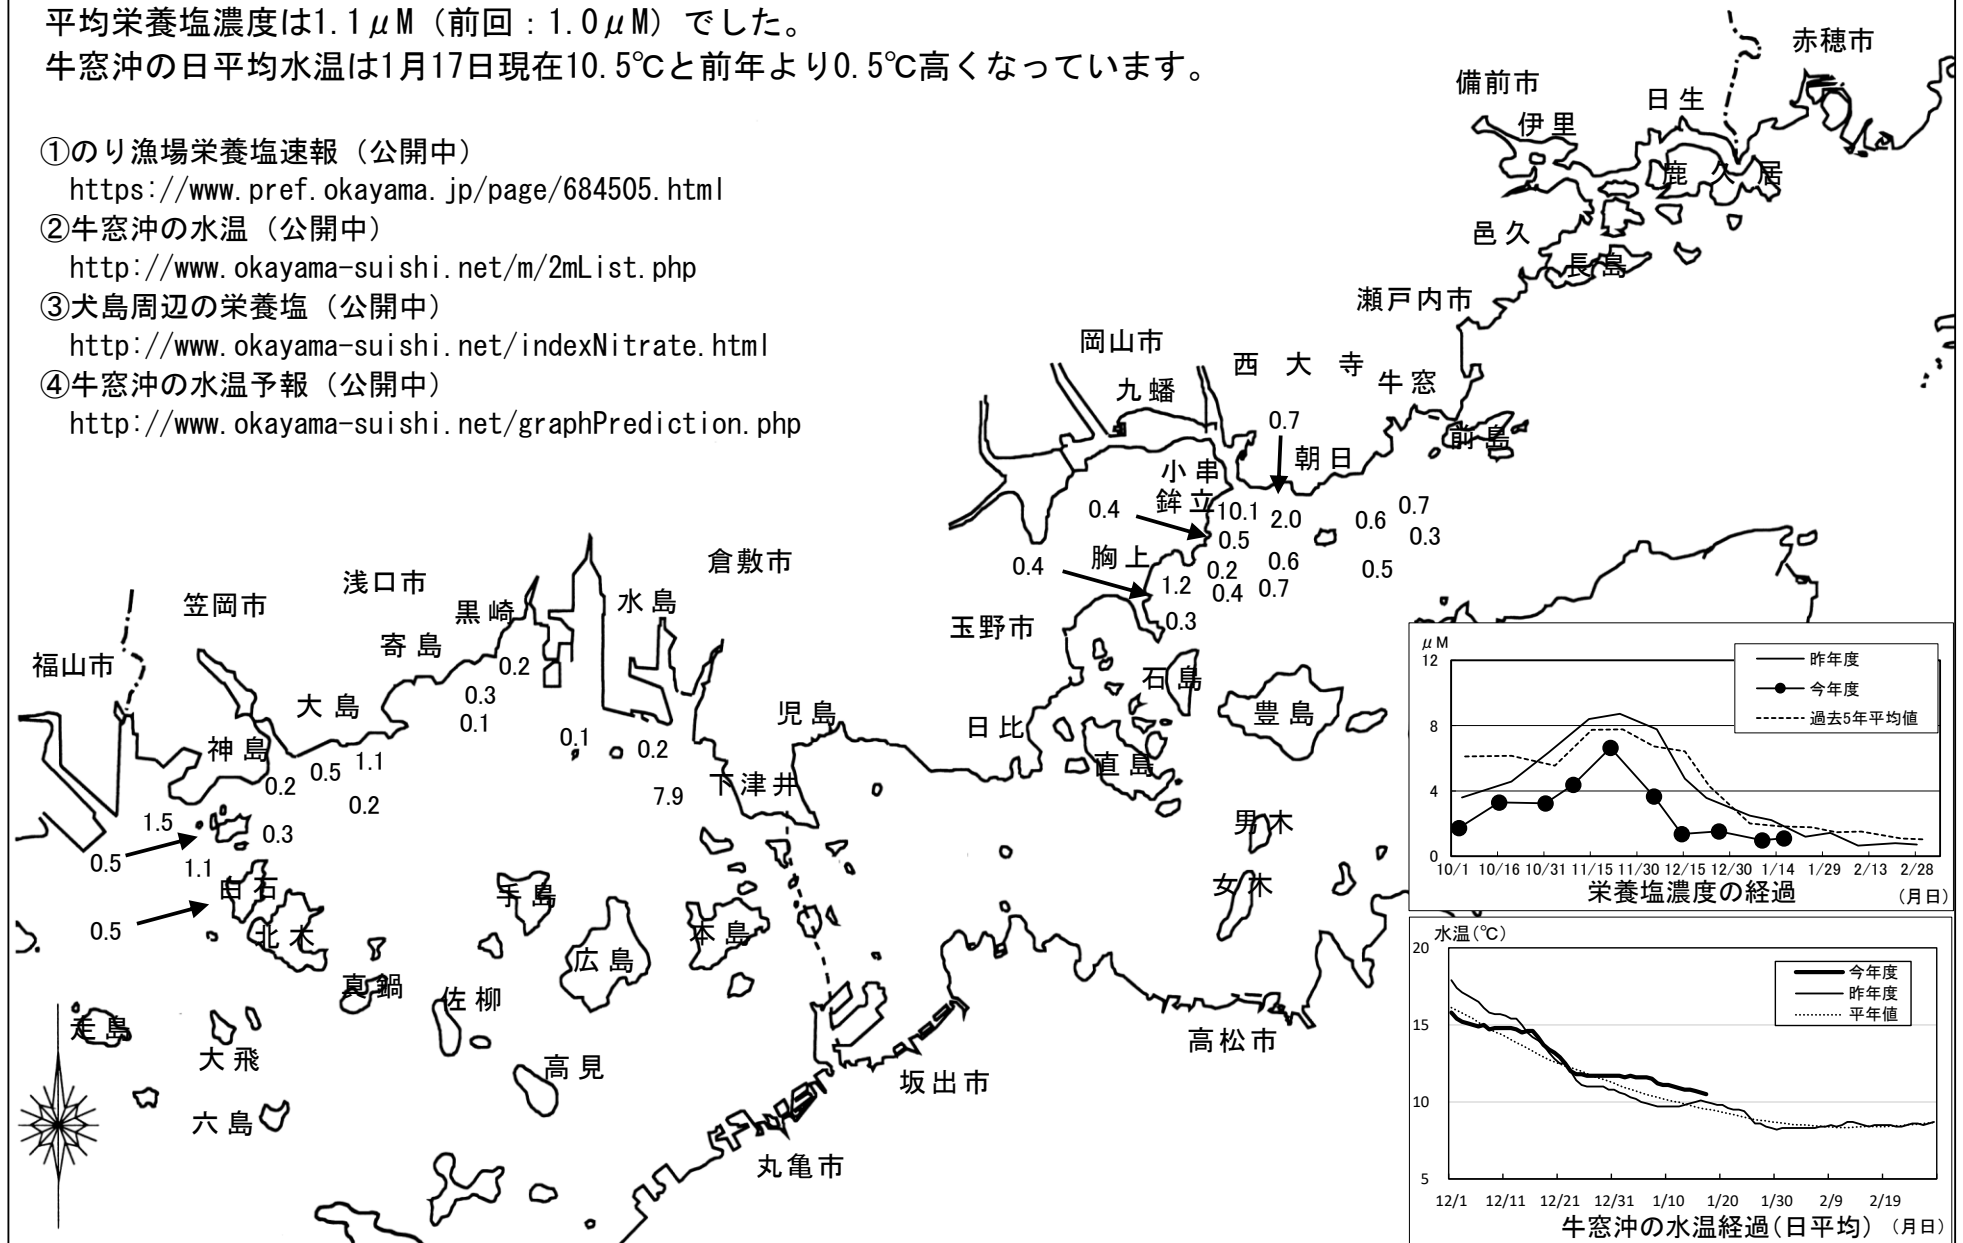 平均栄養塩濃度は1.1μM（前回：1.0μM）でした。
牛窓沖の日平均水温は1月17日現在10.5℃と前年より0.5℃高くなっています。
①のり漁場栄養塩速報（公開中）
https://www.pref.okayama.jp/page/684505.html
②牛窓沖の水温（公開中）
http://www.okayama-suishi.net/m/2mList.php
③犬島周辺の栄養塩（公開中）
http://www.okayama-suishi.net/indexNitrate.html
④牛窓沖の水温予報（公開中）
http://www.okayama-suishi.net/graphPrediction.php
赤穂市
備前市
日生
伊里
鹿久居
邑久
長島
瀬戸内市
岡山市
西大寺
九蟠
牛窓
前島
0.7
朝日
小串
鉾立
0.4
10.1
2.0
0.6
0.7
0.3
0.5
0.6
0.5
胸上
0.4
0.2
1.2
0.4
0.7
0.3
倉敷市
浅口市
笠岡市
黒崎
水島
玉野市
寄島
福山市
0.2
石島
0.3
大島
児島
日比
豊島
0.1
0.1
0.2
神島
1.1
0.5
直島
0.2
下津井
0.2
7.9
1.5
0.3
男木
0.5
1.1
白石
手島
女木
0.5
北木
本島
広島
真鍋
佐柳
走島
大飛
高見
高松市
坂出市
六島
丸亀市
μM
12
8
4
0
昨年度
今年度
過去5年平均値
10/1 10/16 10/31 11/15 11/30 12/15 12/30 1/14 1/29 2/13 2/28
栄養塩濃度の経過 （月日）
水温(℃)
20
15
10
5
今年度
昨年度
平年値
12/1 12/11 12/21 12/31 1/10 1/20 1/30 2/9 2/19
牛窓沖の水温経過(日平均) （月日）